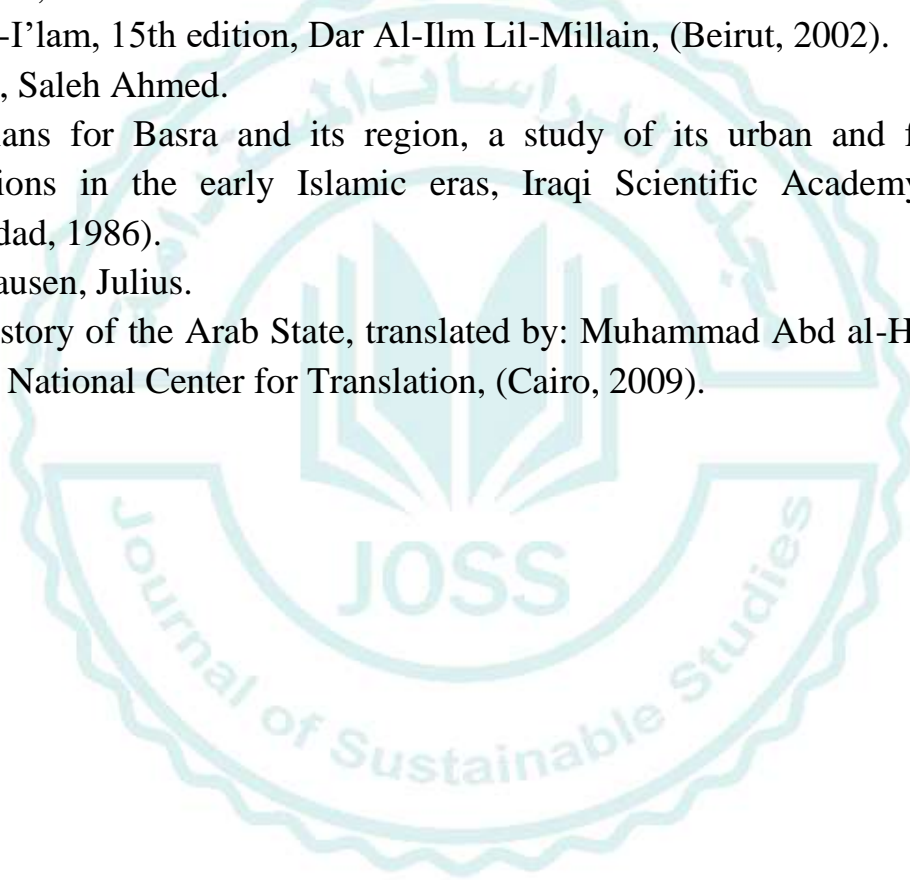 -I’lam, 15th edition, Dar Al-Ilm Lil-Millain, (Beirut, 2002).
, Saleh Ahmed.
ans for Basra and its region, a study of its urban and f
ions in the early Islamic eras, Iraqi Scientific Academy
dad, 1986).
ausen, Julius.
story of the Arab State, translated by: Muhammad Abd al-H
National Center for Translation, (Cairo, 2009).
JOSS
Journal of Sustainable Studies